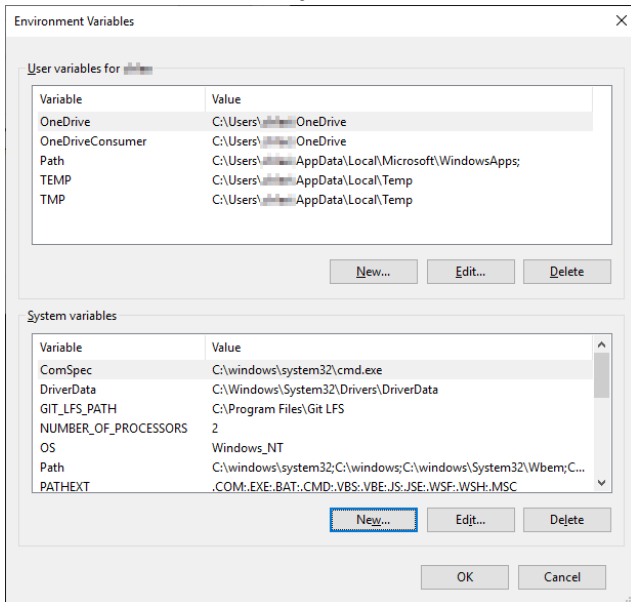 Environment Variables
User variables for
Variable Value
OneDrive C:\Users\ OneDrive
OneDriveConsumer C:\Users\ OneDrive
Path C:\Users\ AppData\Local\Microsoft\WindowsApps;
TEMP C:\Users\ AppData\Local\Temp
TMP C:\Users\ AppData\Local\Temp
New... Edit... Delete
System variables
Variable Value
ComSpec C:\windows\system32\cmd.exe
DriverData C:\Windows\System32\Drivers\DriverData
GIT_LFS_PATH C:\Program Files\Git LFS
NUMBER_OF_PROCESSORS 2
OS Windows_NT
Path C:\windows\system32;C:\windows;C:\windows\System32\Wbem;C...
PATHEXT .COM;.EXE;.BAT;.CMD;.VBS;.VBE;.JS;.JSE;.WSF;.WSH;.MSC
New... Edit... Delete
OK Cancel